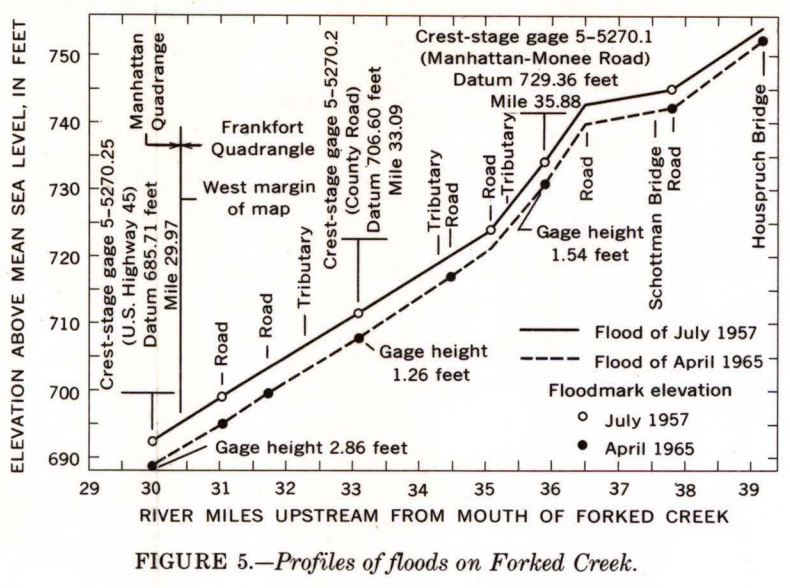 ELEVATION ABOVE MEAN SEA LEVEL, IN FEET
750
740
730
720
710
700
690
Manhattan
Quadrange
Frankfort
Quadrangle
West margin
of map
Crest-stage gage 5–5270.25
(U.S. Highway 45)
Datum 685.71 feet
Mile 29.97
Crest-stage gage 5–5270.2
(County Road)
Datum 706.60 feet
Mile 33.09
Crest-stage gage 5–5270.1
(Manhattan-Monee Road)
Datum 729.36 feet
Mile 35.88
Road
Road
Tributary
Tributary
Road
Road
Tributary
Road
Schottman Bridge
Road
Houspruch Bridge
Gage height
1.54 feet
Gage height
1.26 feet
Gage height 2.86 feet
Flood of July 1957
Flood of April 1965
Floodmark elevation
July 1957
April 1965
29 30 31 32 33 34 35 36 37 38 39
RIVER MILES UPSTREAM FROM MOUTH OF FORKED CREEK
FIGURE 5.—Profiles of floods on Forked Creek.